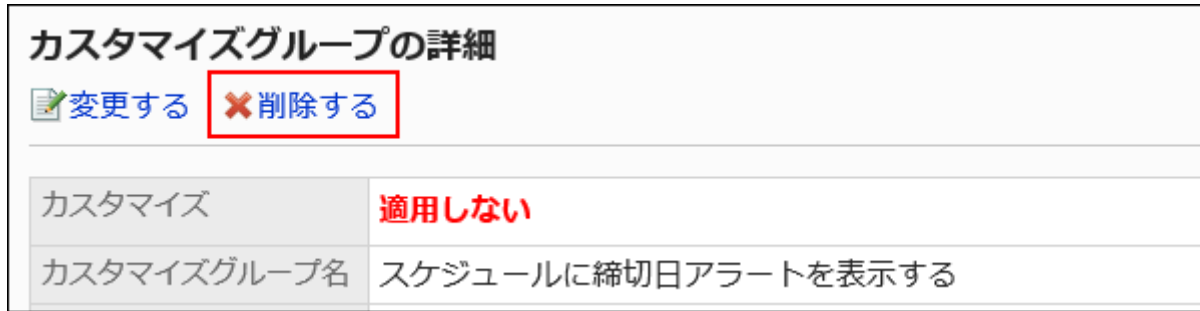 カスタマイズグループの詳細
変更する 削除する
カスタマイズ 適用しない
カスタマイズグループ名 スケジュールに締切日アラートを表示する